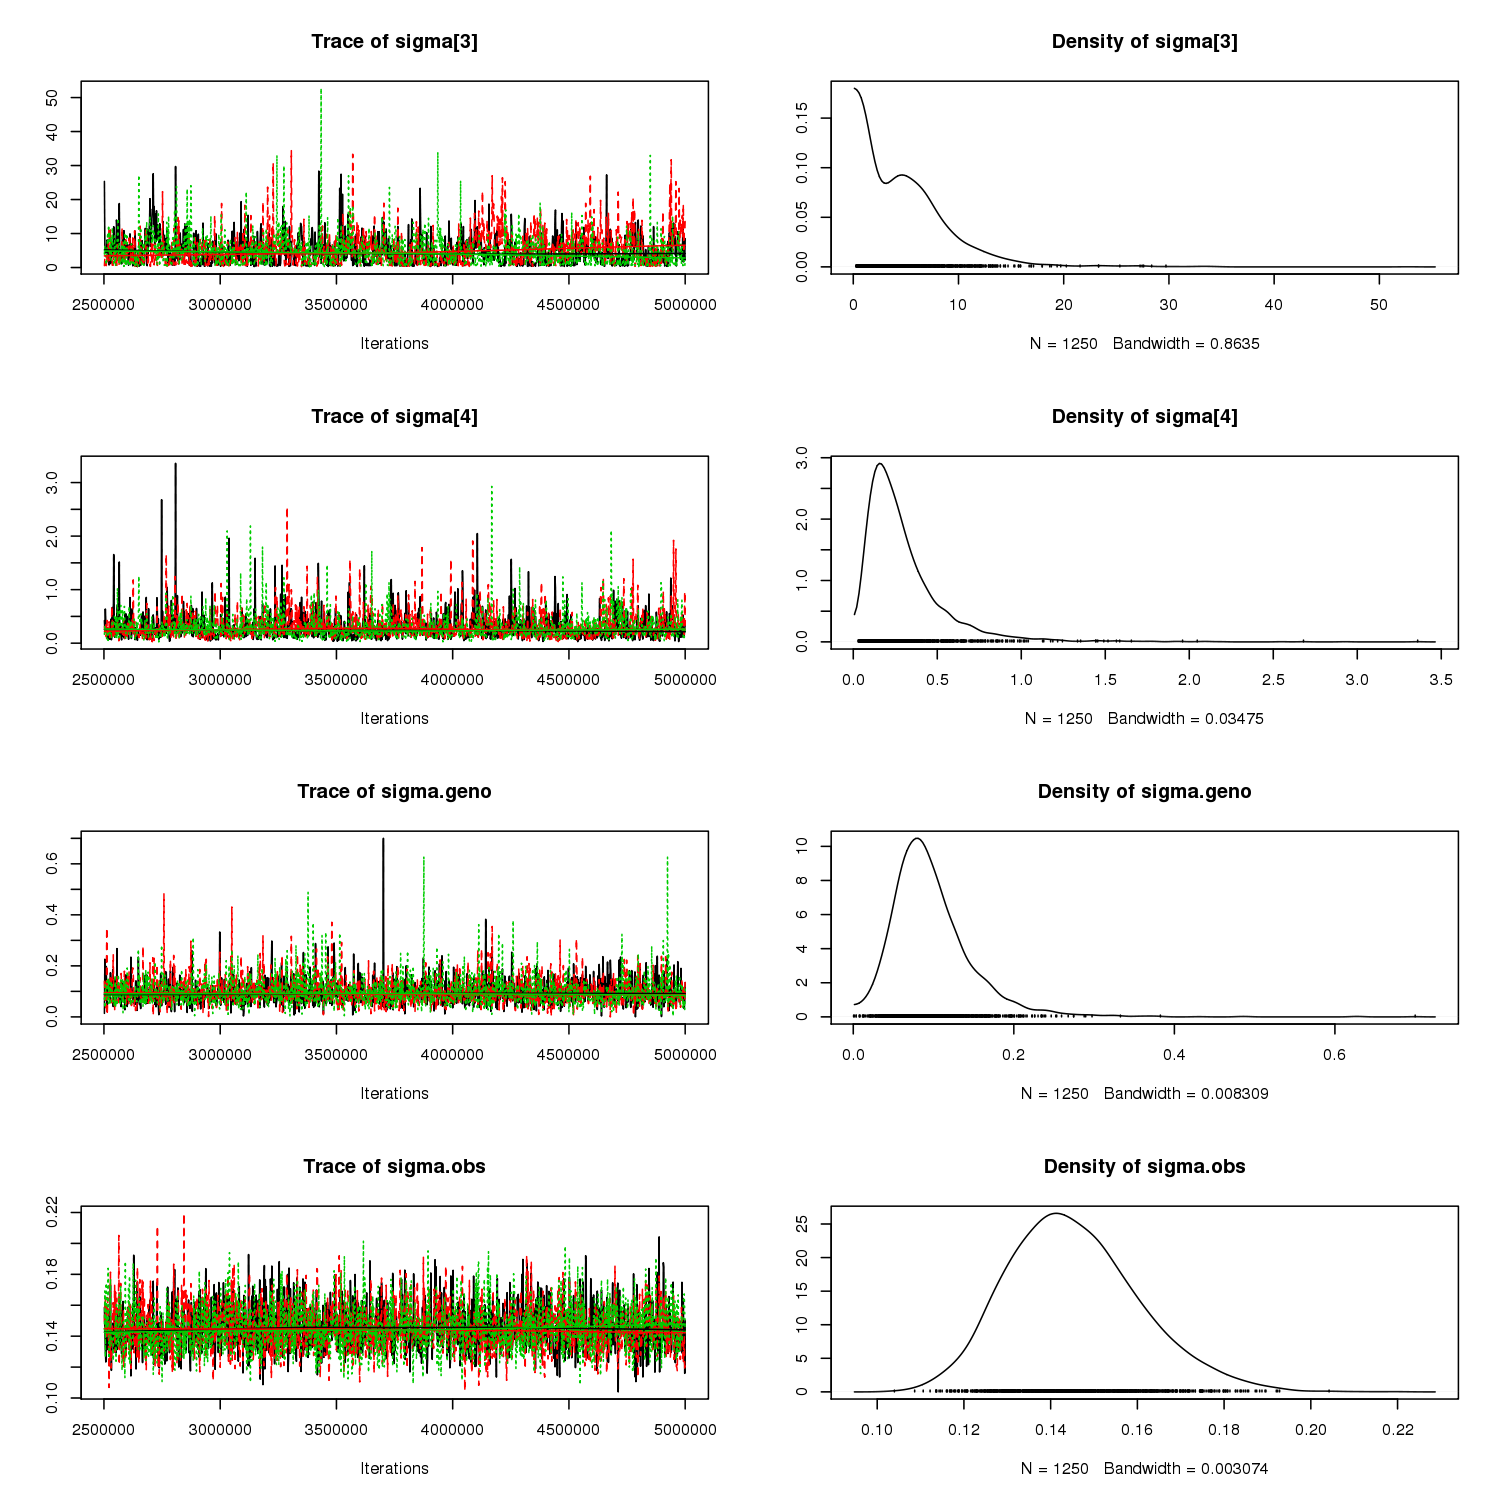 Trace of sigma[3]
50
40
30
20
10
0
2500000 3000000 3500000 4000000 4500000 5000000
Iterations
Density of sigma[3]
0.15
0.10
0.05
0.00
0 10 20 30 40 50
N = 1250 Bandwidth = 0.8635
Trace of sigma[4]
3.0
2.0
1.0
0.0
2500000 3000000 3500000 4000000 4500000 5000000
Iterations
Density of sigma[4]
3.0
2.0
1.0
0.0
0.0 0.5 1.0 1.5 2.0 2.5 3.0 3.5
N = 1250 Bandwidth = 0.03475
Trace of sigma.geno
0.6
0.4
0.2
0.0
2500000 3000000 3500000 4000000 4500000 5000000
Iterations
Density of sigma.geno
10
8
6
4
2
0
0.0 0.2 0.4 0.6
N = 1250 Bandwidth = 0.008309
Trace of sigma.obs
0.22
0.18
0.14
0.10
2500000 3000000 3500000 4000000 4500000 5000000
Iterations
Density of sigma.obs
25
20
15
10
5
0
0.10 0.12 0.14 0.16 0.18 0.20 0.22
N = 1250 Bandwidth = 0.003074